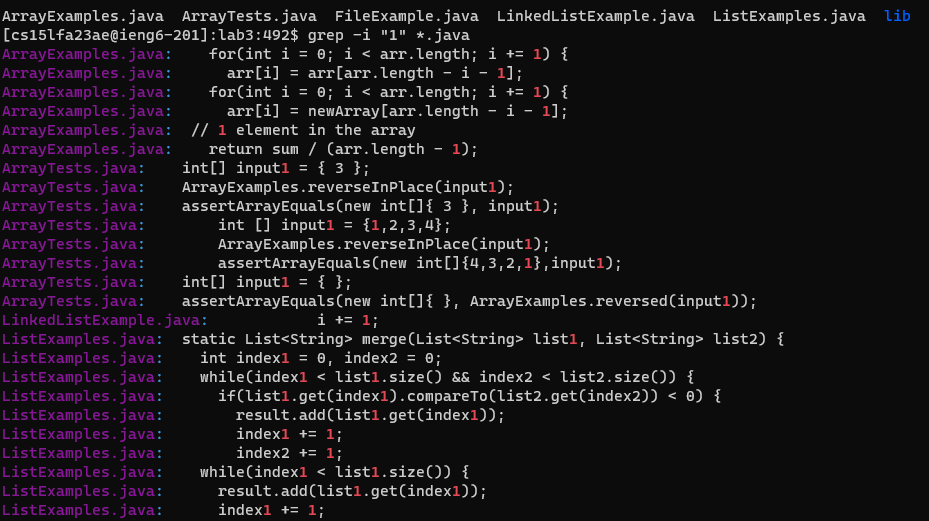 ArrayExamples.java  ArrayTests.java  FileExample.java  LinkedListExample.java  ListExamples.java  lib
[cs15lfa23ae@ieng6-201]:lab3:492$ grep -i "1" *.java
ArrayExamples.java:    for(int i = 0; i < arr.length; i += 1) {
ArrayExamples.java:      arr[i] = arr[arr.length - i - 1];
ArrayExamples.java:    for(int i = 0; i < arr.length; i += 1) {
ArrayExamples.java:      arr[i] = newArray[arr.length - i - 1];
ArrayExamples.java:  // 1 element in the array
ArrayExamples.java:    return sum / (arr.length - 1);
ArrayTests.java:    int[] input1 = { 3 };
ArrayTests.java:    ArrayExamples.reverseInPlace(input1);
ArrayTests.java:    assertArrayEquals(new int[]{ 3 }, input1);
ArrayTests.java:        int [] input1 = {1,2,3,4};
ArrayTests.java:        ArrayExamples.reverseInPlace(input1);
ArrayTests.java:        assertArrayEquals(new int[]{4,3,2,1},input1);
ArrayTests.java:    int[] input1 = { };
ArrayTests.java:    assertArrayEquals(new int[]{ }, ArrayExamples.reversed(input1));
LinkedListExample.java:            i += 1;
ListExamples.java:  static List<String> merge(List<String> list1, List<String> list2) {
ListExamples.java:    int index1 = 0, index2 = 0;
ListExamples.java:    while(index1 < list1.size() && index2 < list2.size()) {
ListExamples.java:      if(list1.get(index1).compareTo(list2.get(index2)) < 0) {
ListExamples.java:        result.add(list1.get(index1));
ListExamples.java:        index1 += 1;
ListExamples.java:        index2 += 1;
ListExamples.java:    while(index1 < list1.size()) {
ListExamples.java:      result.add(list1.get(index1));
ListExamples.java:      index1 += 1;